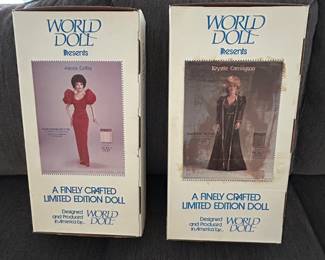 WORLD
DOLL
Presents
Alexis Colby
A FINELY CRAFTED
LIMITED EDITION DOLL
Designed
and Produced
in America by...
WORLD
DOLL
WORLD
DOLL
Presents
Krystle Carrington
A FINELY CRAFTED
LIMITED EDITION DOLL
Designed
and Produced
in America by...
WORLD
DOLL